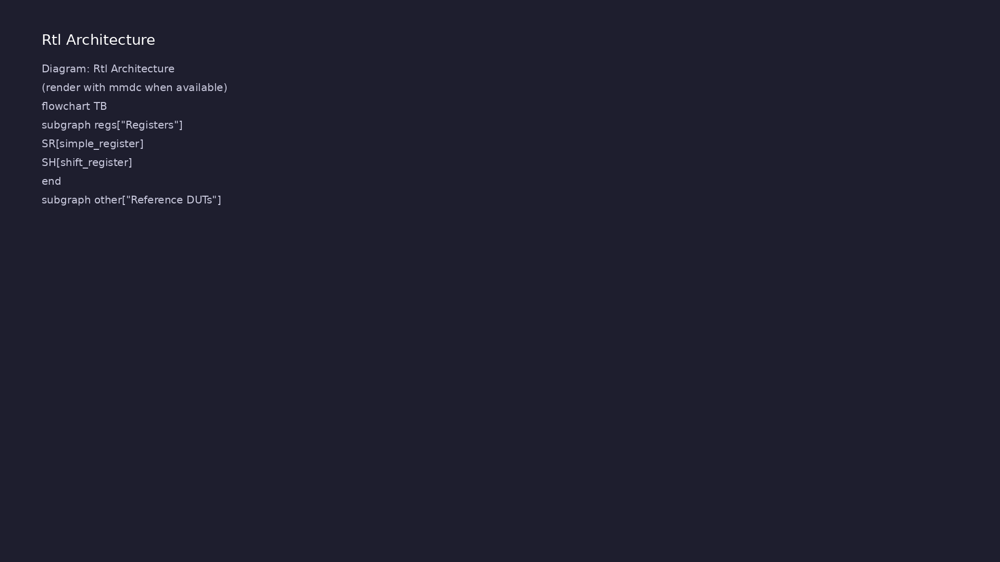 Rtl Architecture
Diagram: Rtl Architecture
(render with mmdc when available)
flowchart TB
subgraph regs["Registers"]
SR[simple_register]
SH[shift_register]
end
subgraph other["Reference DUTs"]